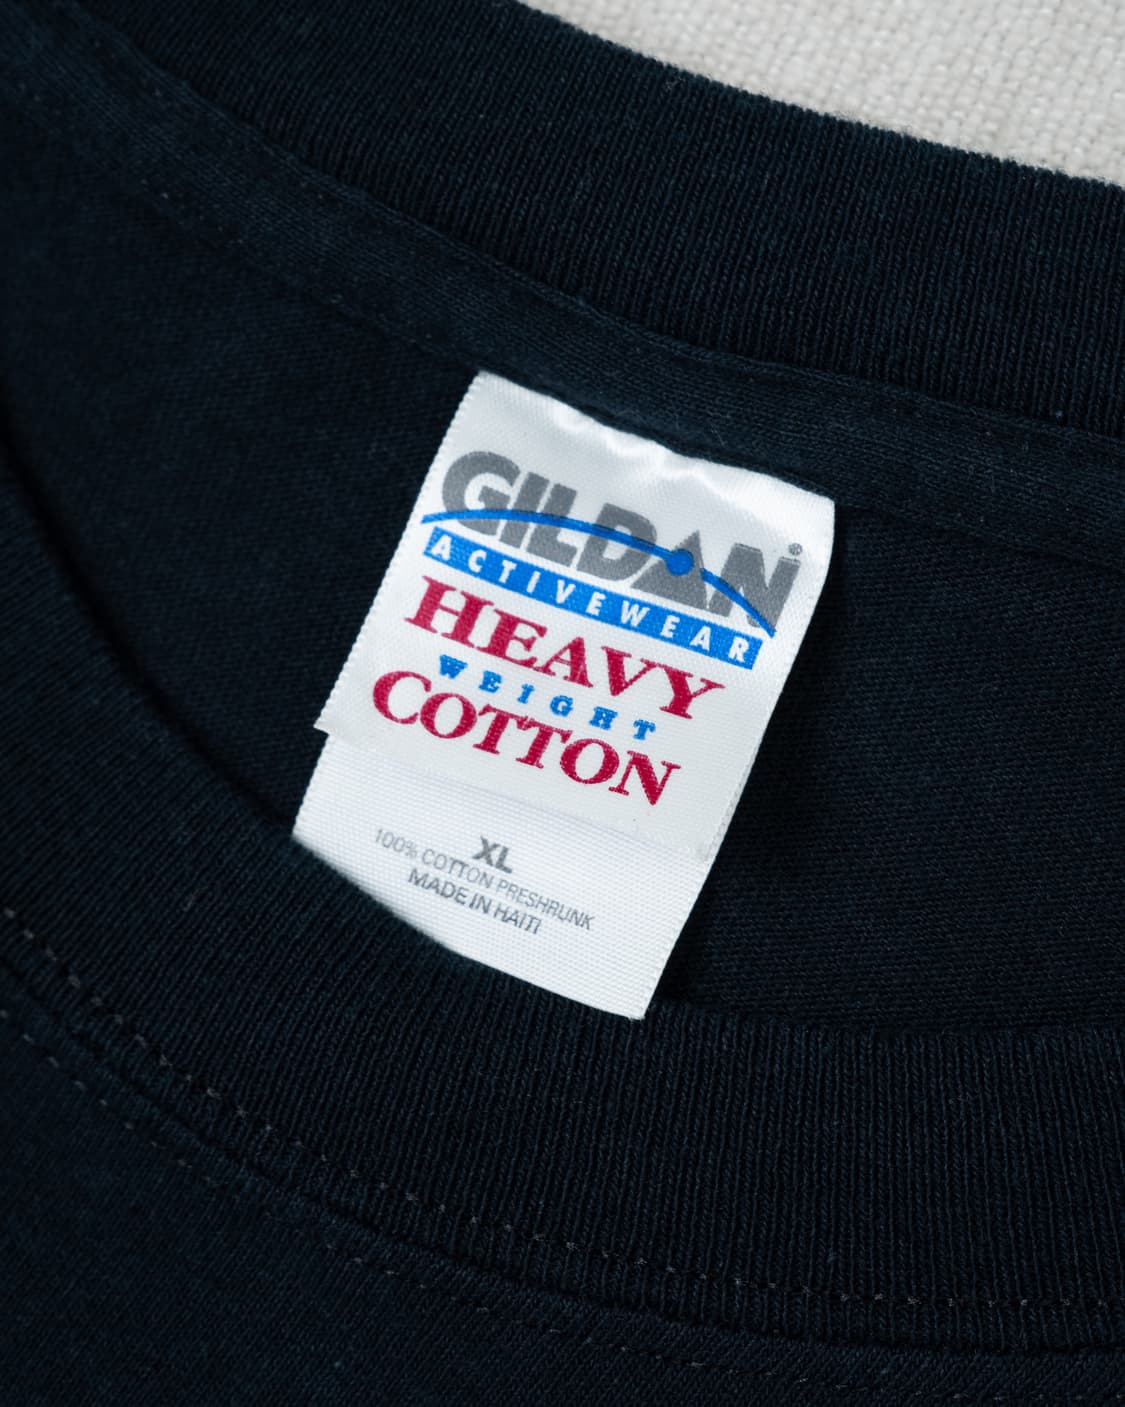 GILDAN®
ACTIVEWEAR
HEAVY
WEIGHT
COTTON
XL
100% COTTON PRESHRUNK
MADE IN HAITI